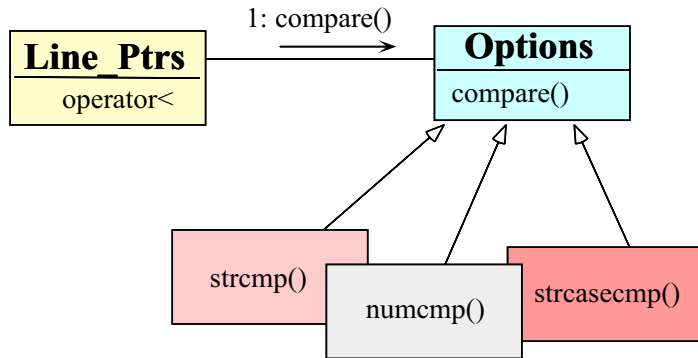 1: compare()
Line_Ptrs
operator<
Options
compare()
strcmp()
numcmp()
strcasecmp()